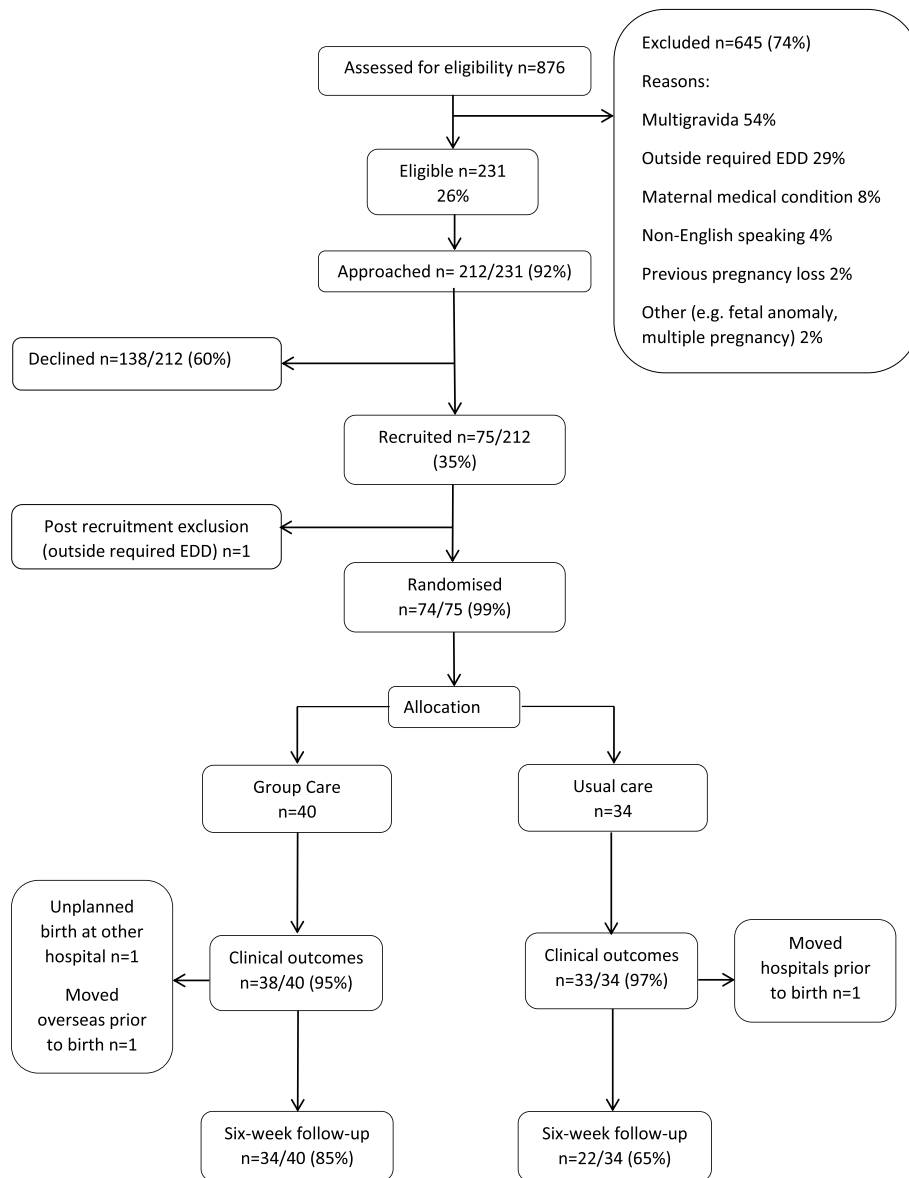 Assessed for eligibility n=876
Excluded n=645 (74%)
Reasons:
Multigravida 54%
Outside required EDD 29%
Maternal medical condition 8%
Non-English speaking 4%
Previous pregnancy loss 2%
Other (e.g. fetal anomaly,
multiple pregnancy) 2%
Eligible n=231
26%
Approached n= 212/231 (92%)
Declined n=138/212 (60%)
Recruited n=75/212
(35%)
Post recruitment exclusion
(outside required EDD) n=1
Randomised
n=74/75 (99%)
Allocation
Group Care
n=40
Usual care
n=34
Unplanned
birth at other
hospital n=1
Moved
overseas prior
to birth n=1
Clinical outcomes
n=38/40 (95%)
Clinical outcomes
n=33/34 (97%)
Moved
hospitals prior
to birth n=1
Six-week follow-up
n=34/40 (85%)
Six-week follow-up
n=22/34 (65%)